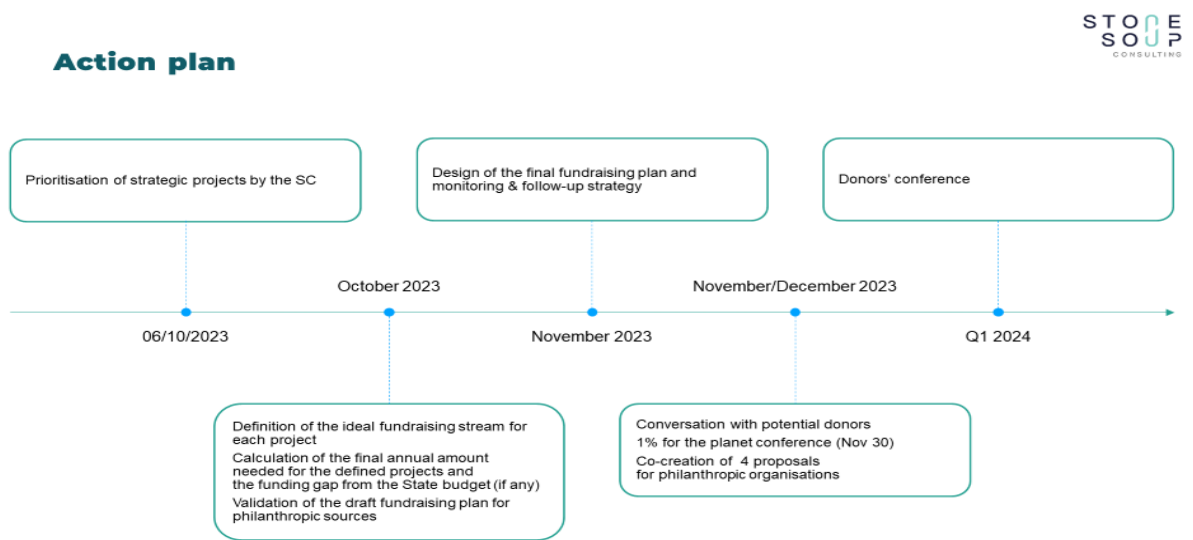 STONE
SOUP
CONSULTING
Action plan
Prioritisation of strategic projects by the SC
Design of the final fundraising plan and
monitoring & follow-up strategy
Donors’ conference
October 2023
November/December 2023
06/10/2023
November 2023
Q1 2024
Definition of the ideal fundraising stream for
each project
Calculation of the final annual amount
needed for the defined projects and
the funding gap from the State budget (if any)
Validation of the draft fundraising plan for
philanthropic sources
Conversation with potential donors
1% for the planet conference (Nov 30)
Co-creation of 4 proposals
for philanthropic organisations